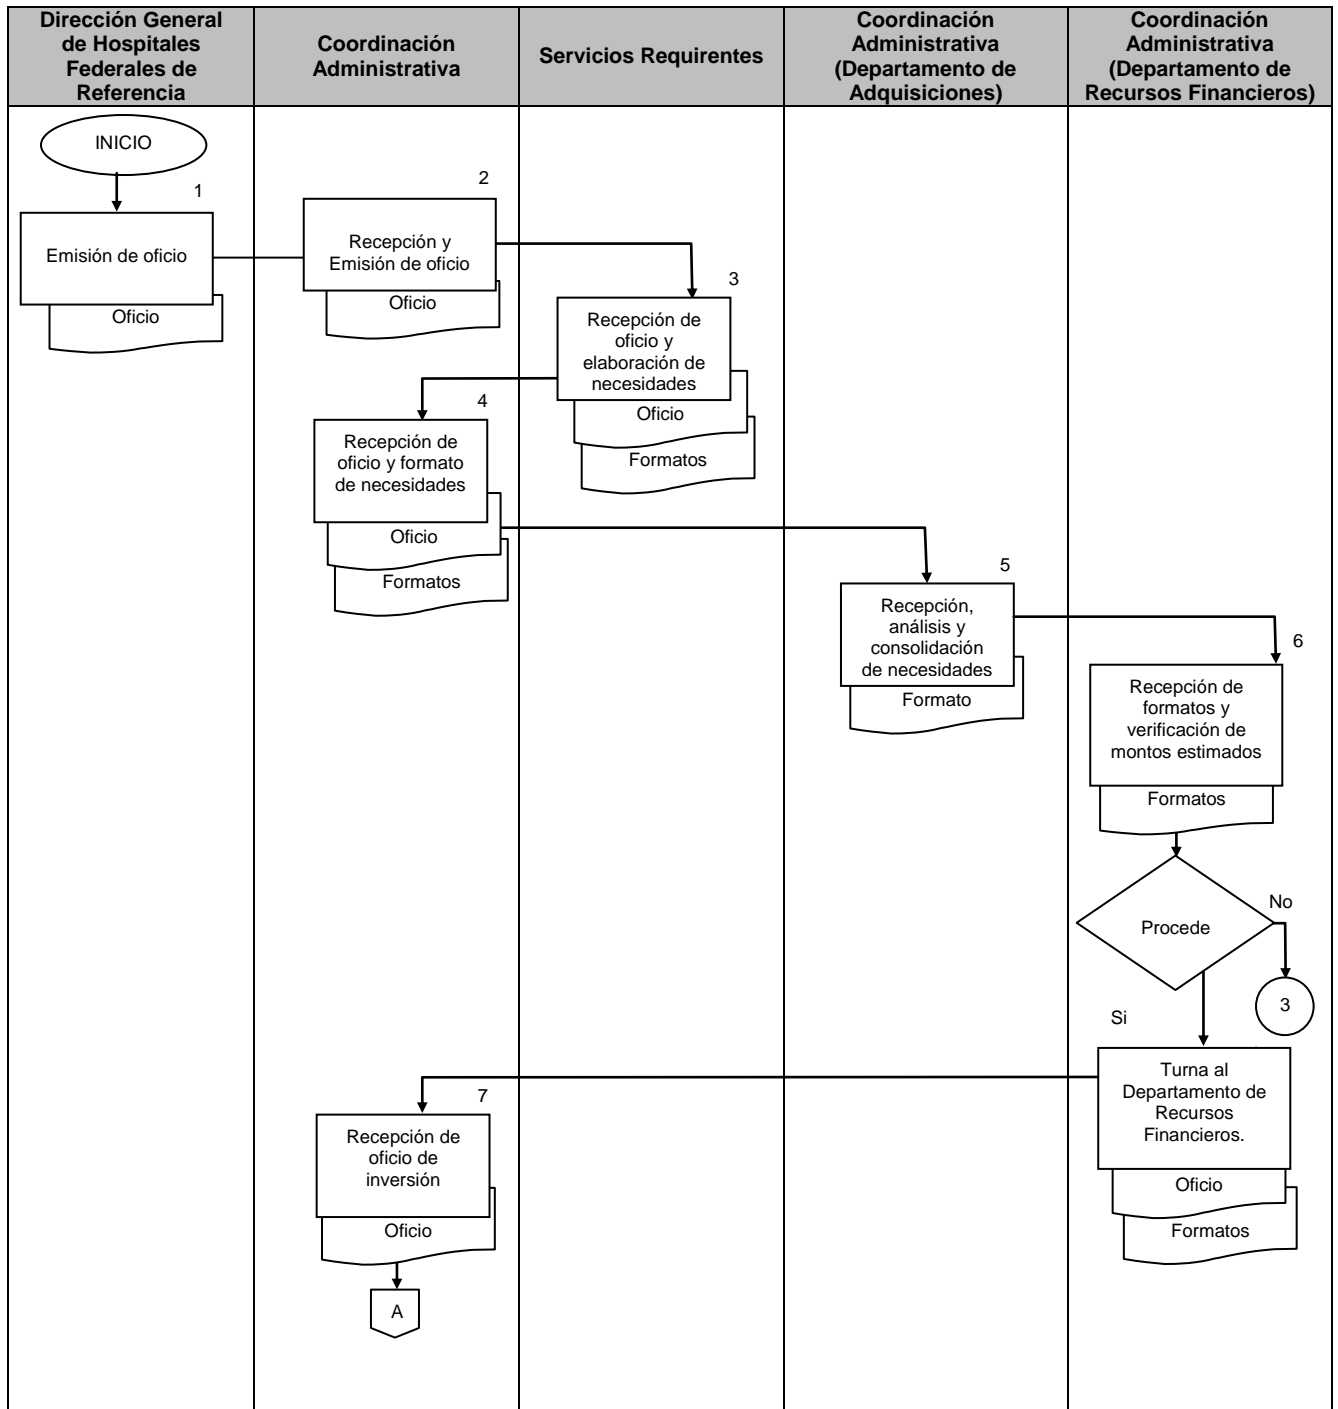 Dirección General
de Hospitales
Federales de
Referencia
Coordinación
Administrativa
Servicios Requirentes
Coordinación
Administrativa
(Departamento de
Adquisiciones)
Coordinación
Administrativa
(Departamento de
Recursos Financieros)
INICIO
1
Emisión de oficio
Oficio
2
Recepción y
Emisión de oficio
Oficio
3
Recepción de
oficio y
elaboración de
necesidades
Oficio
Formatos
4
Recepción de
oficio y formato
de necesidades
Oficio
Formatos
5
Recepción,
análisis y
consolidación
de necesidades
Formato
6
Recepción de
formatos y
verificación de
montos estimados
Formatos
Procede
No
3
Si
Turna al
Departamento de
Recursos
Financieros.
Oficio
Formatos
7
Recepción de
oficio de
inversión
Oficio
A